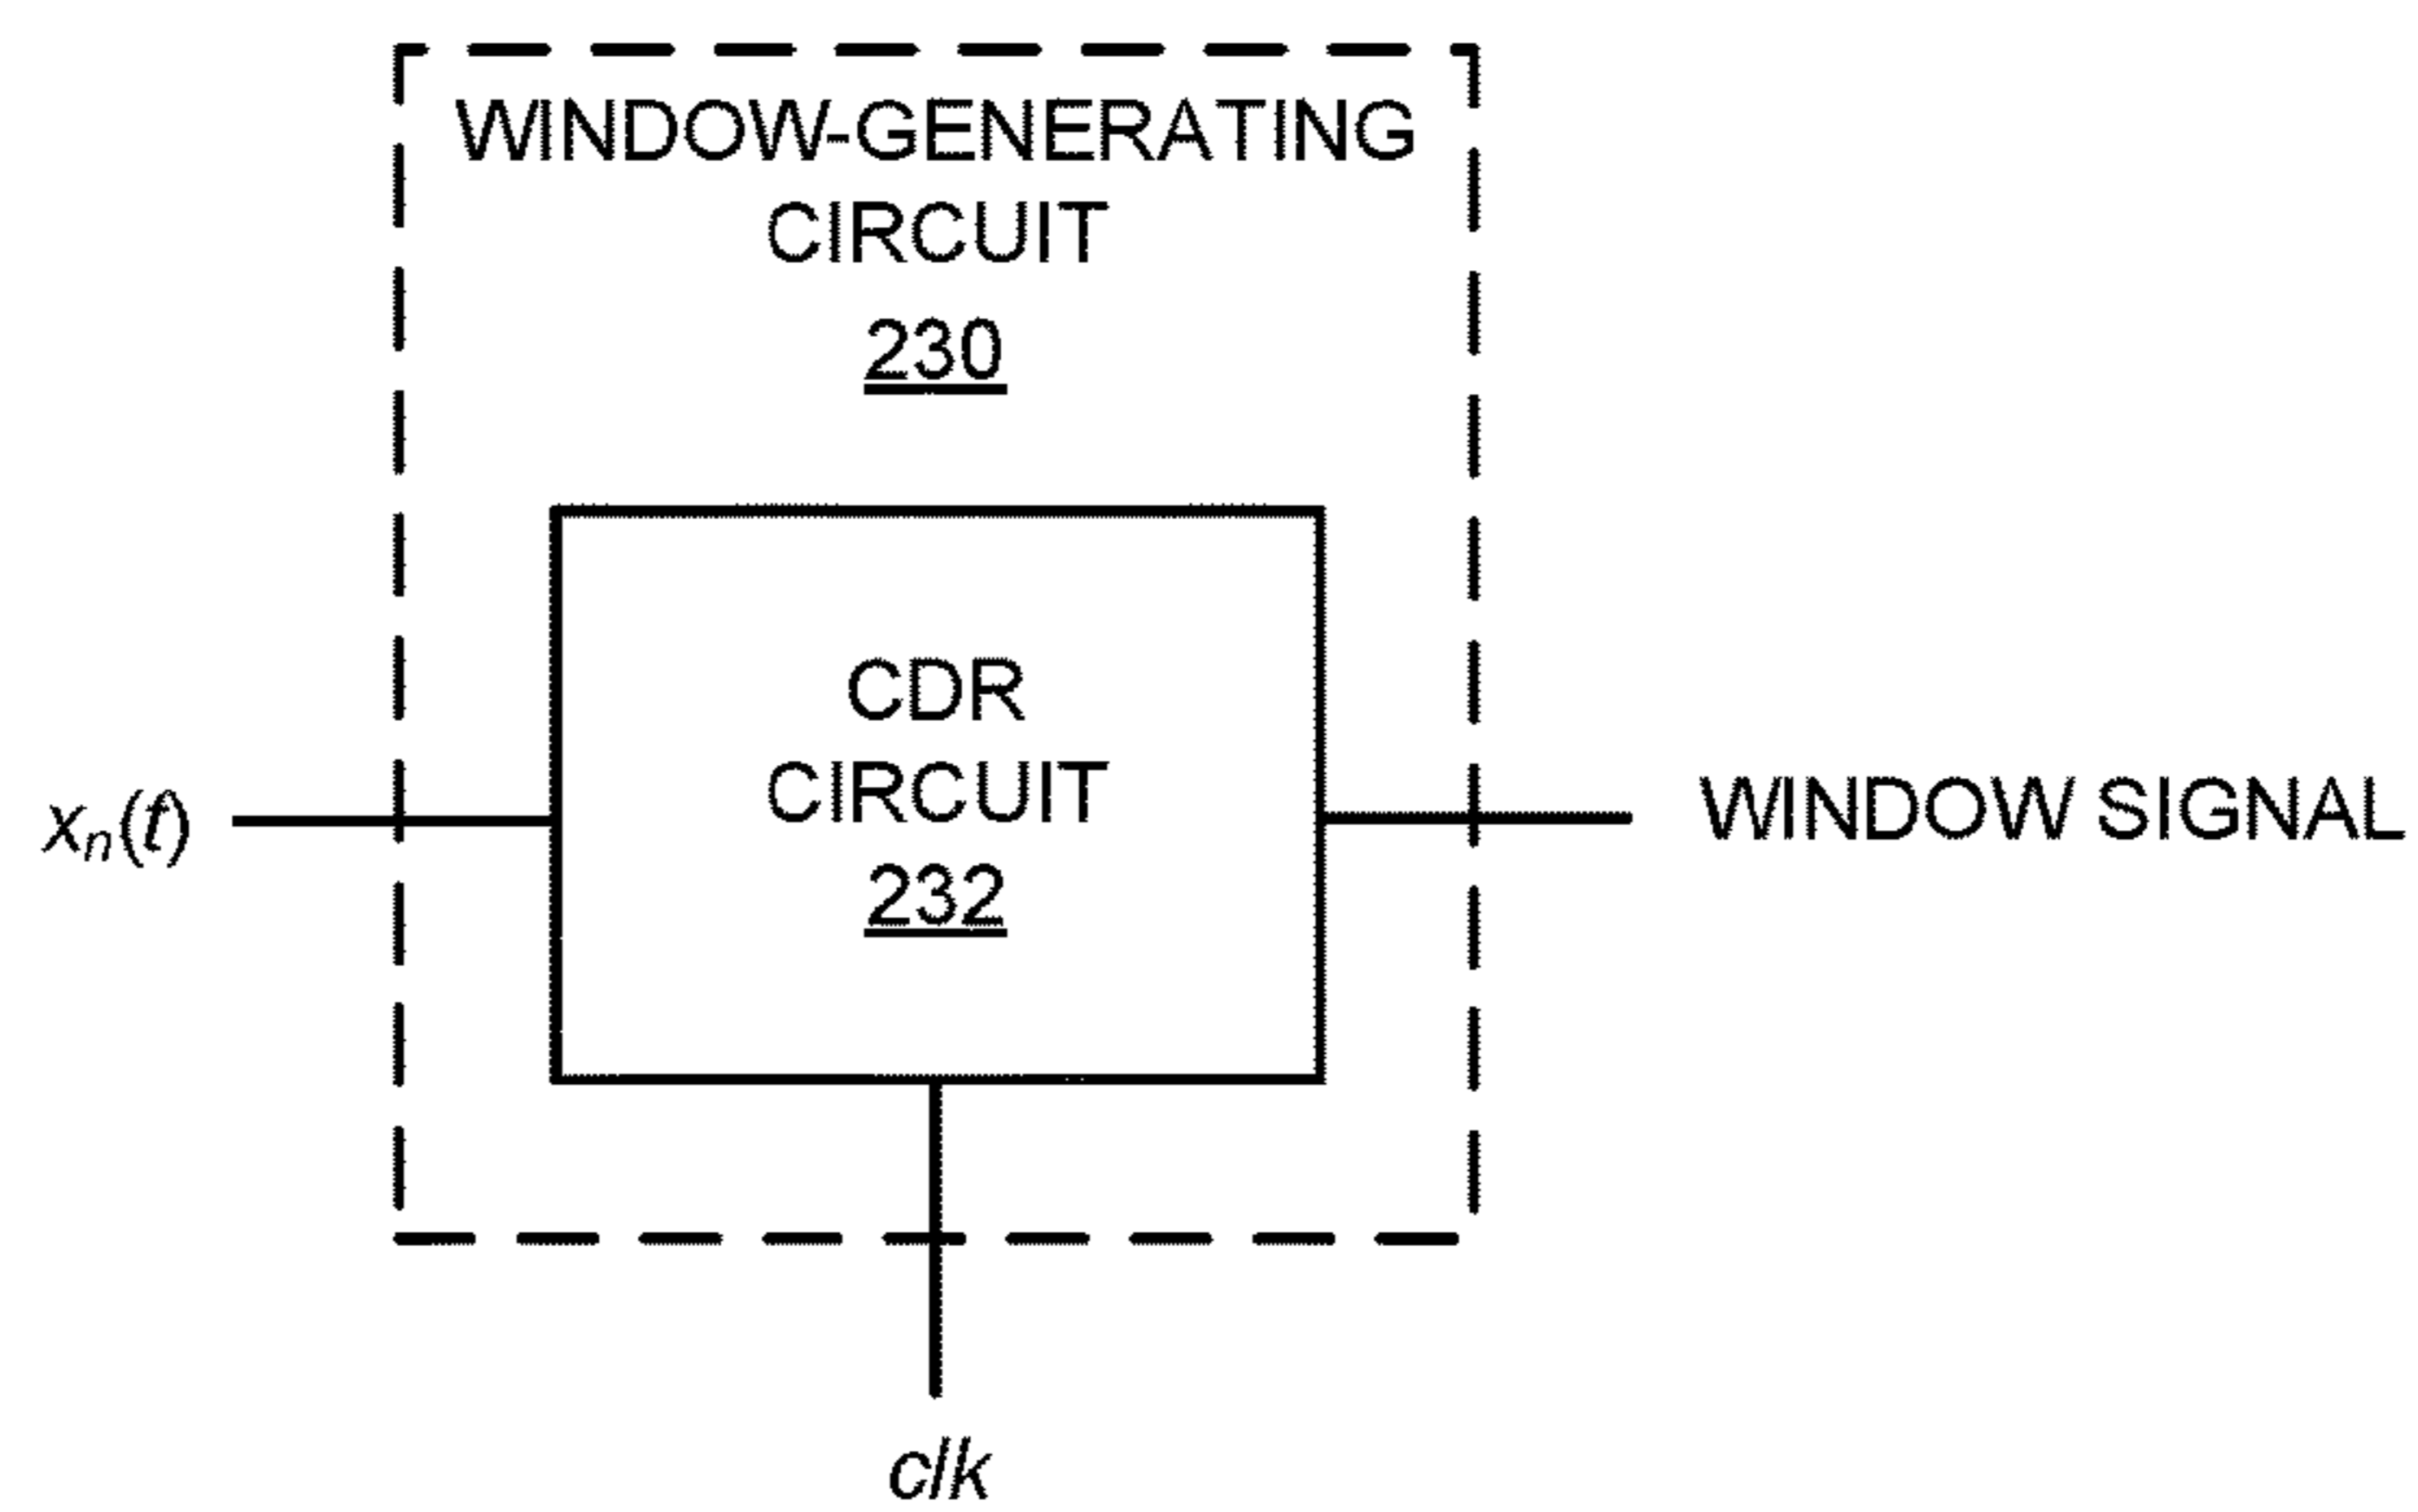 WINDOW-GENERATING
CIRCUIT
230
CDR
CIRCUIT
232
xn(t)
WINDOW SIGNAL
clk